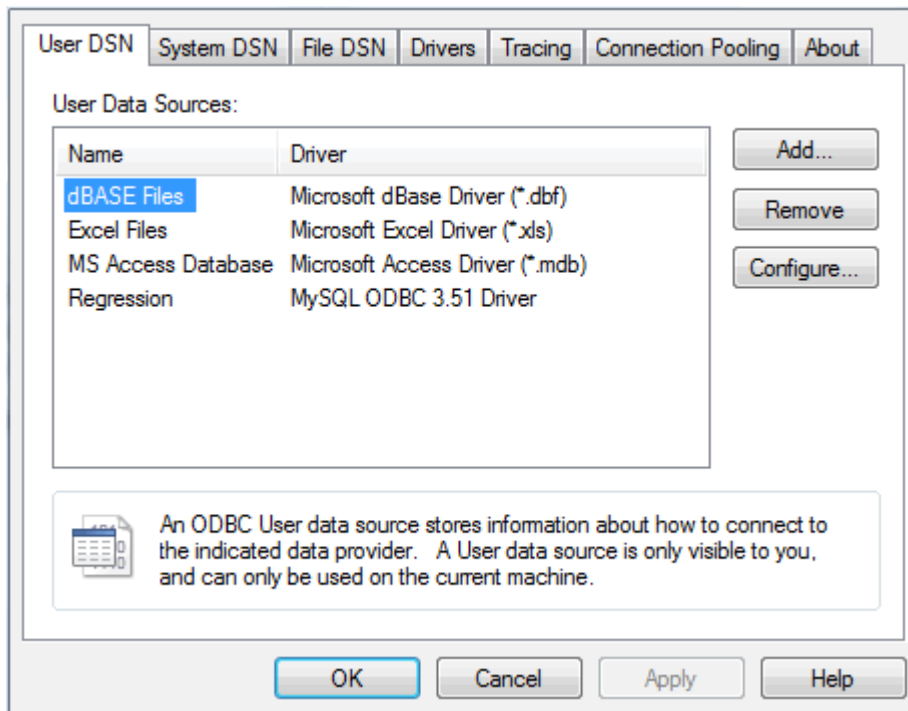 User DSN System DSN File DSN Drivers Tracing Connection Pooling About
User Data Sources:
Name Driver
dBASE Files Microsoft dBase Driver (*.dbf)
Excel Files Microsoft Excel Driver (*.xls)
MS Access Database Microsoft Access Driver (*.mdb)
Regression MySQL ODBC 3.51 Driver
Add...
Remove
Configure...
An ODBC User data source stores information about how to connect to
the indicated data provider. A User data source is only visible to you,
and can only be used on the current machine.
OK Cancel Apply Help